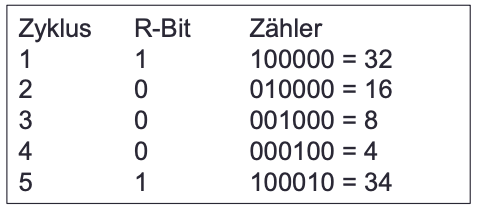 Zyklus R-Bit Zähler
1 1 100000 = 32
2 0 010000 = 16
3 0 001000 = 8
4 0 000100 = 4
5 1 100010 = 34